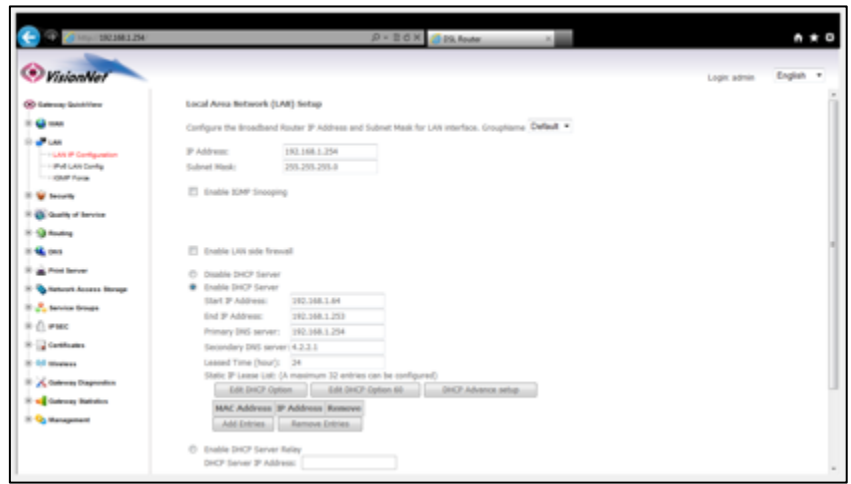 http://192.168.1.254/
DSL Router
VisionNet
Login: admin
English
Gateway QuickView
WAN
LAN
LAN IP Configuration
IPv6 LAN Config
IGMP Force
Security
Quality of Service
Routing
DNS
Print Server
Network Access Storage
Service Groups
IPSEC
Certificates
Wireless
Gateway Diagnostics
Gateway Statistics
Management
Local Area Network (LAN) Setup
Configure the Broadband Router IP Address and Subnet Mask for LAN interface. GroupName Default
IP Address: 192.168.1.254
Subnet Mask: 255.255.255.0
Enable IGMP Snooping
Enable LAN side firewall
Disable DHCP Server
Enable DHCP Server
Start IP Address: 192.168.1.64
End IP Address: 192.168.1.253
Primary DNS server: 192.168.1.254
Secondary DNS server: 4.2.2.1
Leased Time (hour): 24
Static IP Lease List: (A maximum 32 entries can be configured)
Edit DHCP Option Edit DHCP Option 60 DHCP Advance setup
MAC Address IP Address Remove
Add Entries Remove Entries
Enable DHCP Server Relay
DHCP Server IP Address: